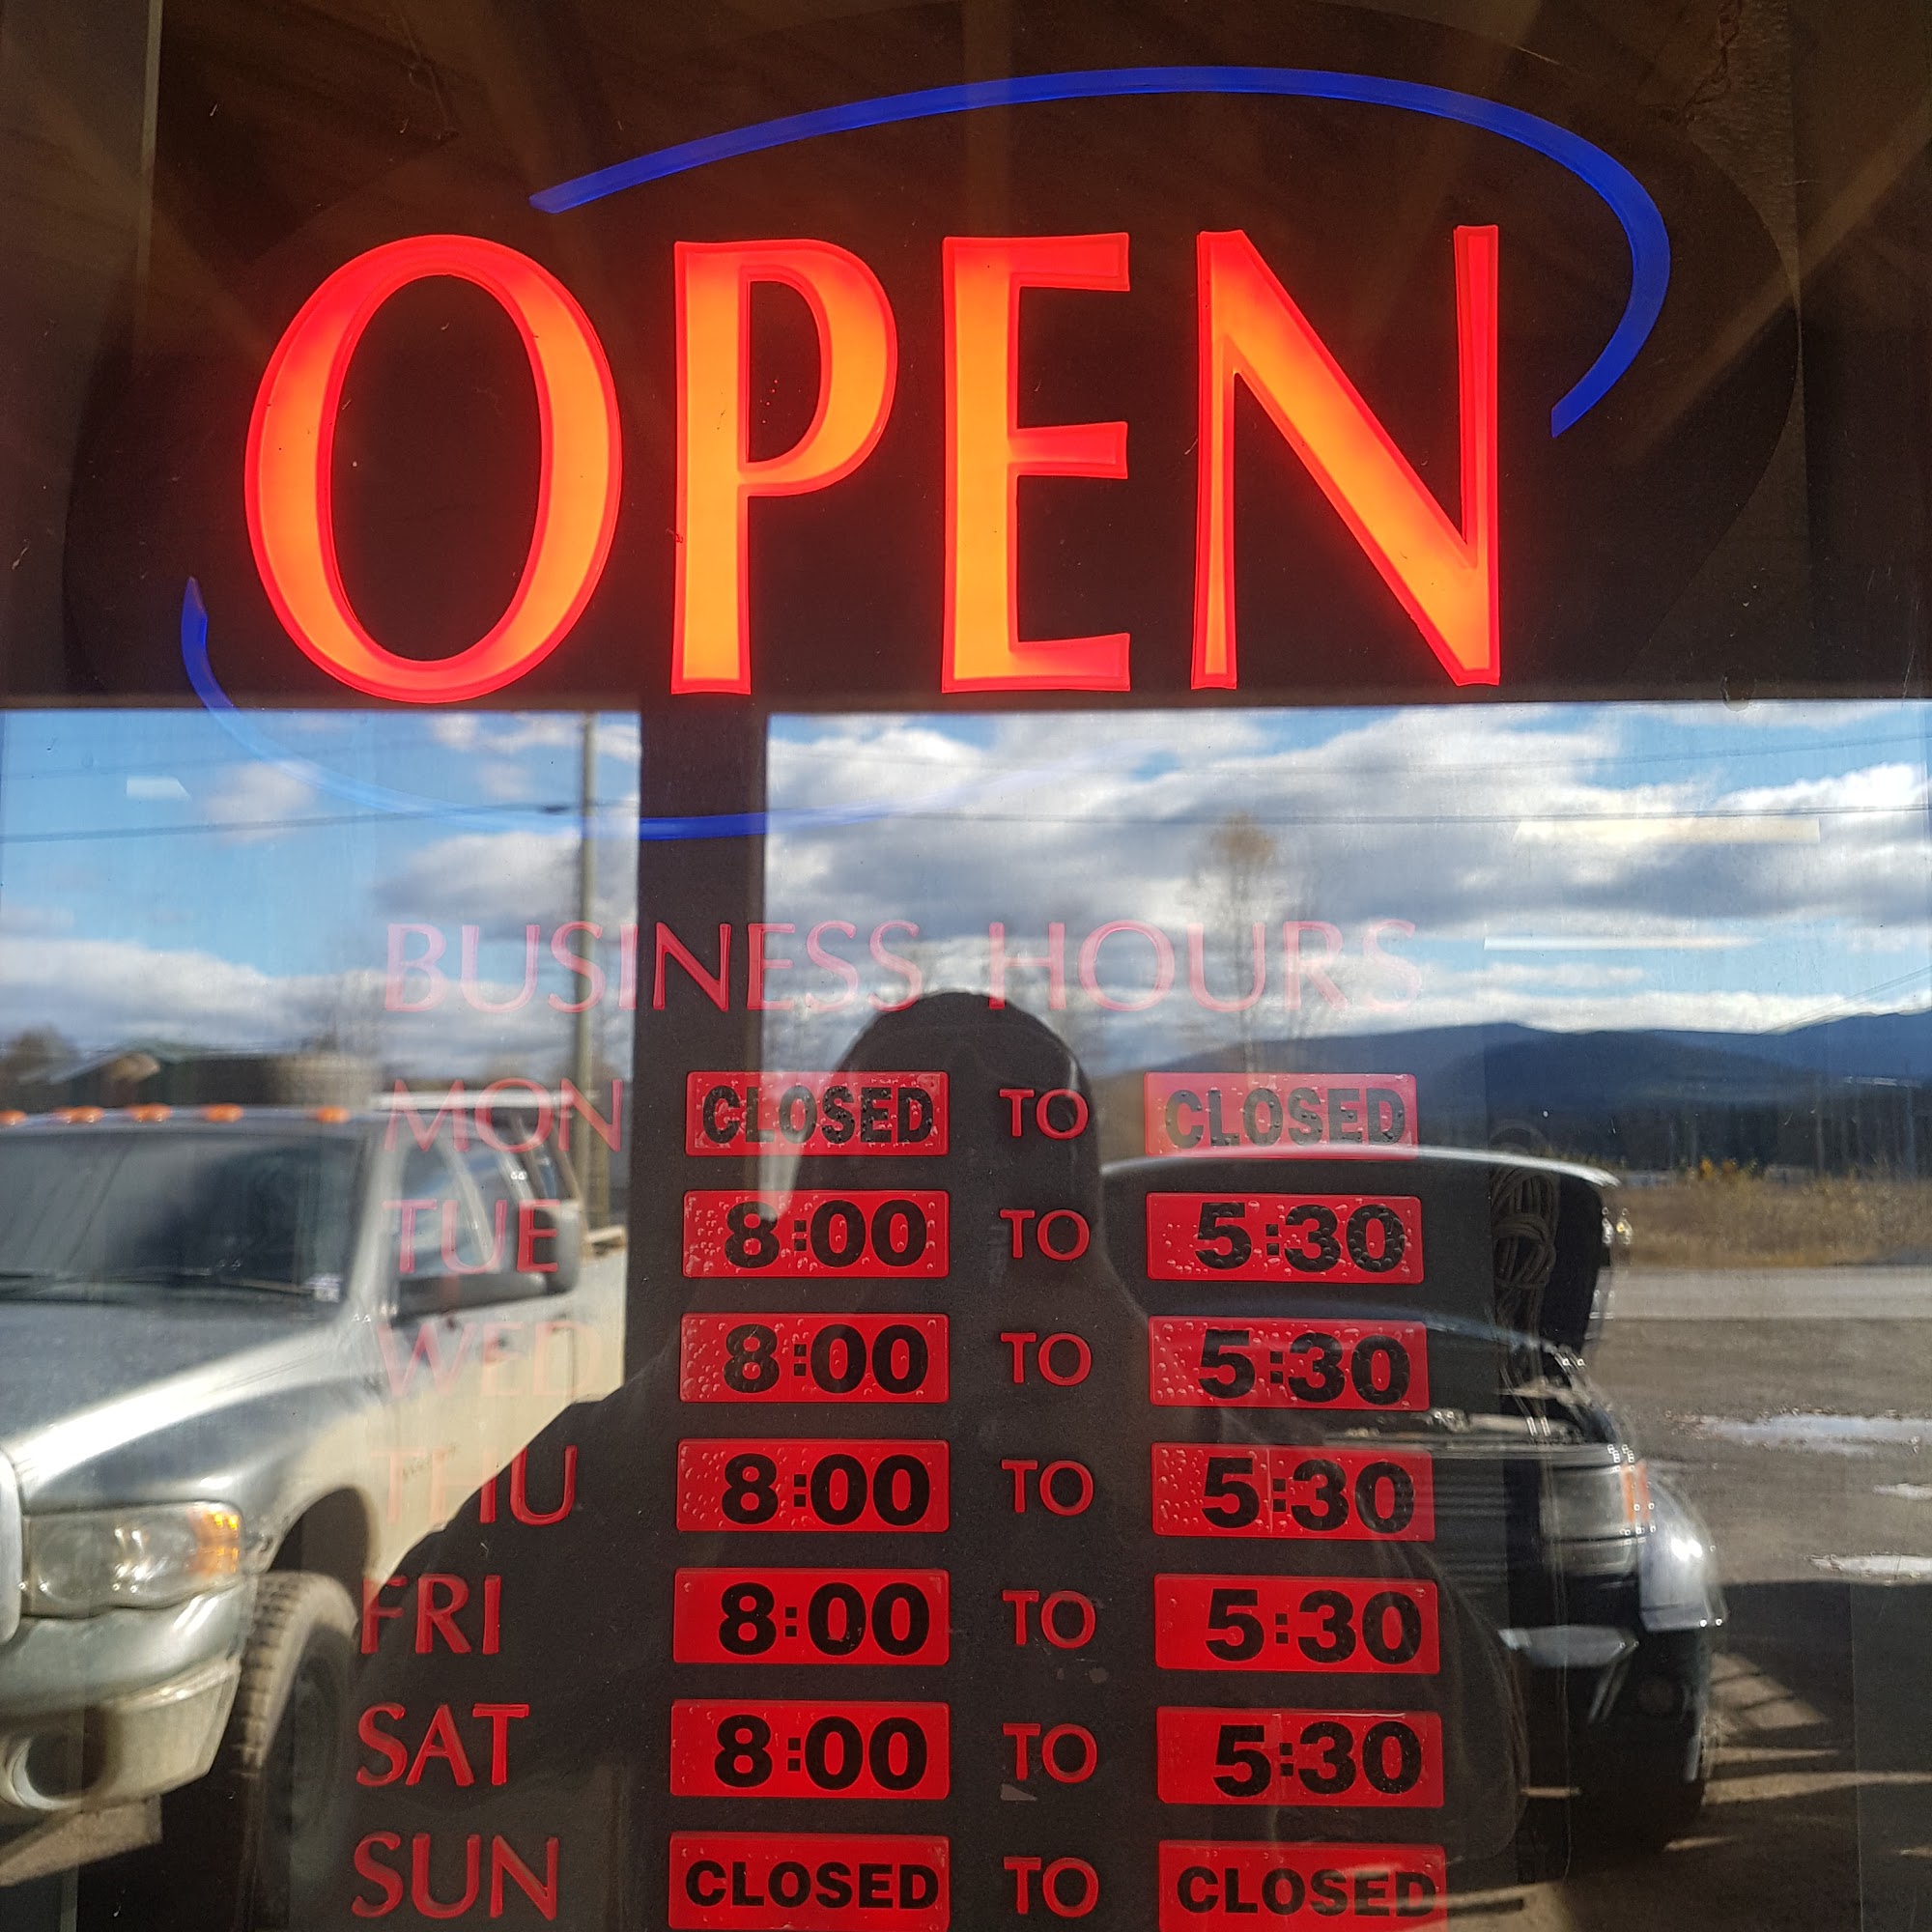 OPEN
BUSINESS HOURS
MON CLOSED TO CLOSED
TUE 8:00 TO 5:30
WED 8:00 TO 5:30
THU 8:00 TO 5:30
FRI 8:00 TO 5:30
SAT 8:00 TO 5:30
SUN CLOSED TO CLOSED